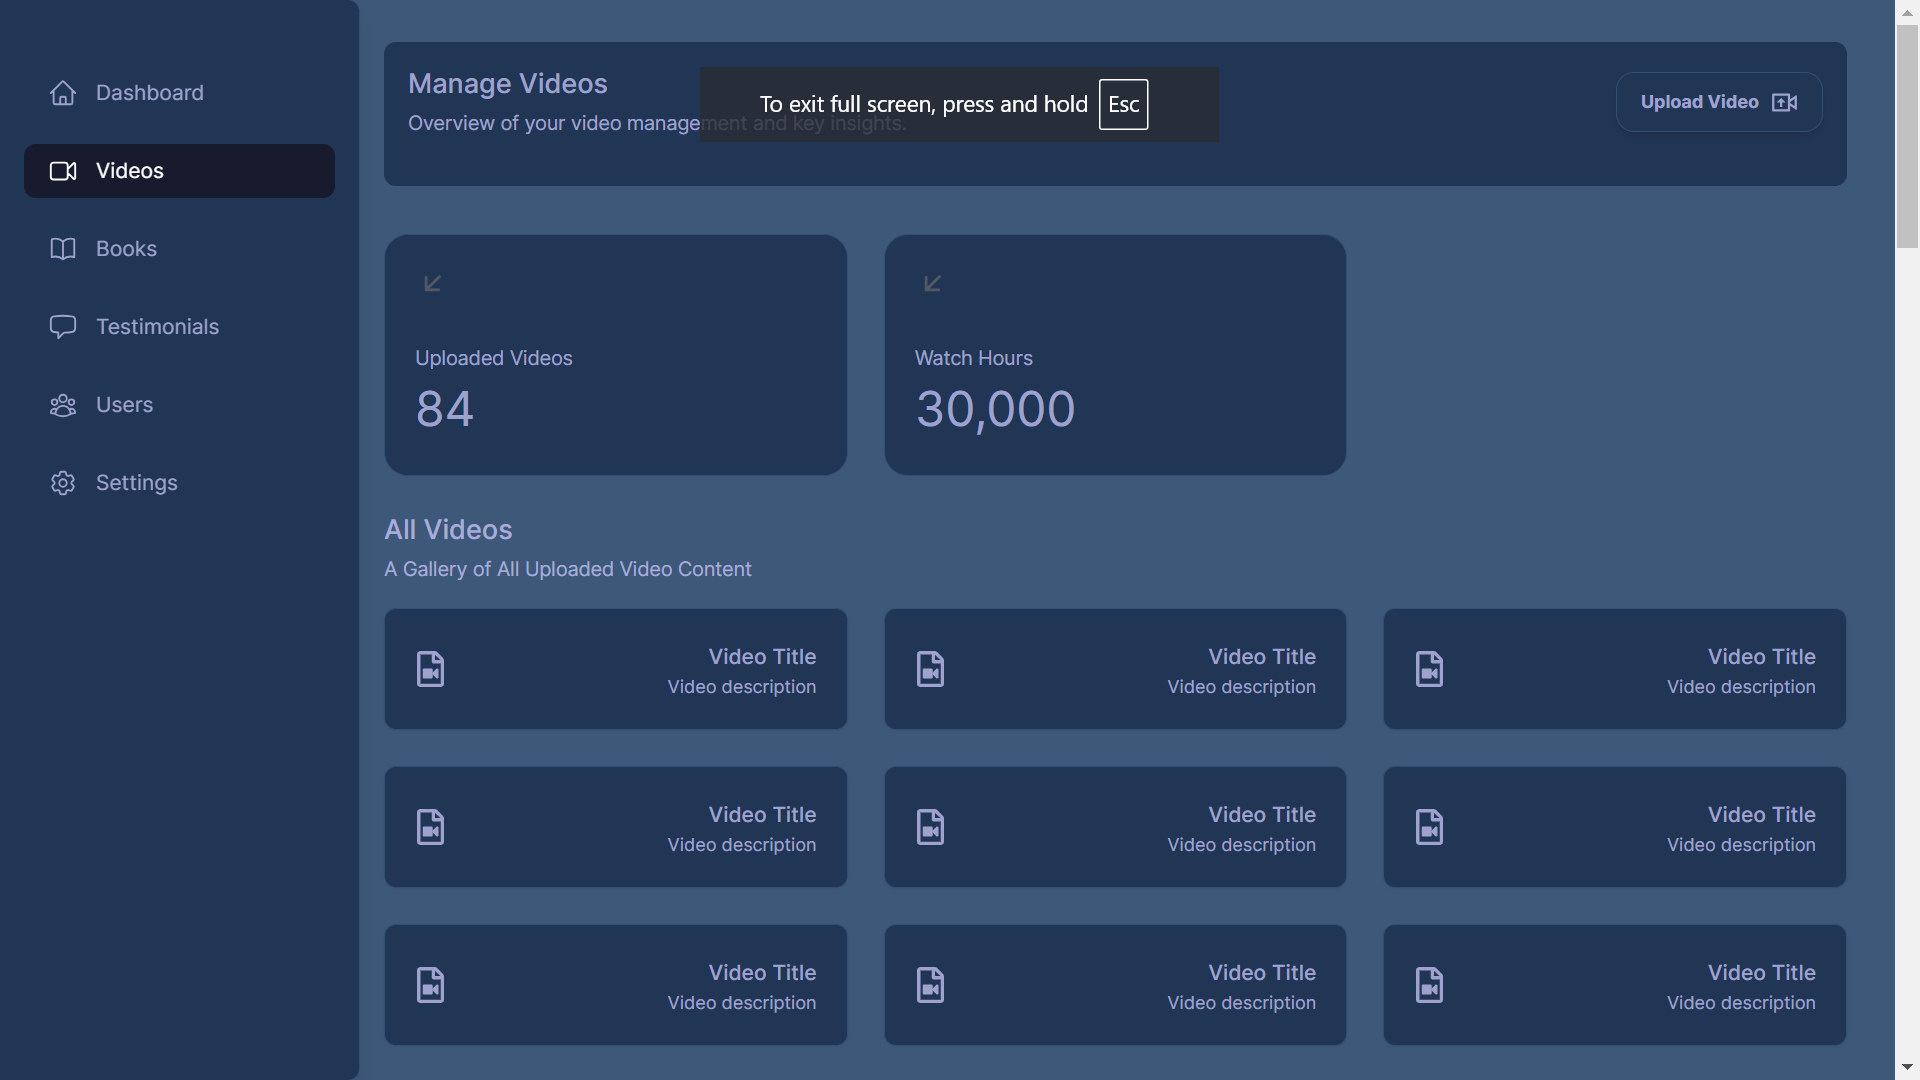 Dashboard
Videos
Books
Testimonials
Users
Settings
Manage Videos
Overview of your video management and key insights.
To exit full screen, press and hold Esc
Upload Video
Uploaded Videos
84
Watch Hours
30,000
All Videos
A Gallery of All Uploaded Video Content
Video Title
Video description
Video Title
Video description
Video Title
Video description
Video Title
Video description
Video Title
Video description
Video Title
Video description
Video Title
Video description
Video Title
Video description
Video Title
Video description